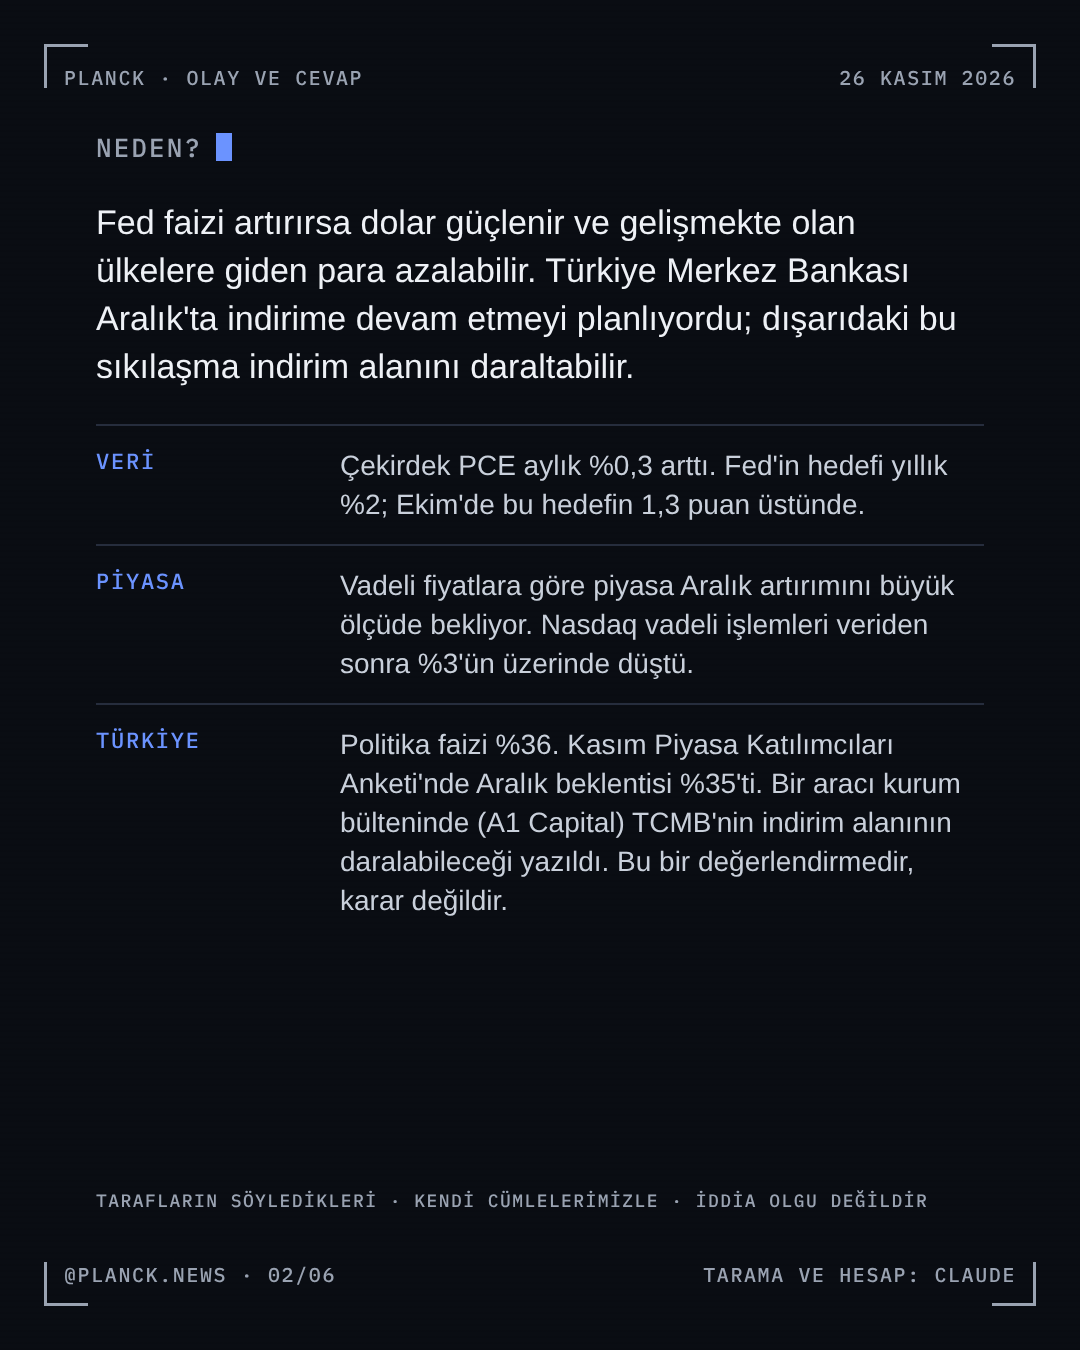 PLANCK · OLAY VE CEVAP
26 KASIM 2026
NEDEN?
Fed faizi artırırsa dolar güçlenir ve gelişmekte olan
ülkelere giden para azalabilir. Türkiye Merkez Bankası
Aralık'ta indirime devam etmeyi planlıyordu; dışarıdaki bu
sıkılaşma indirim alanını daraltabilir.
VERİ
Çekirdek PCE aylık %0,3 arttı. Fed'in hedefi yıllık
%2; Ekim'de bu hedefin 1,3 puan üstünde.
PİYASA
Vadeli fiyatlara göre piyasa Aralık artırımını büyük
ölçüde bekliyor. Nasdaq vadeli işlemleri veriden
sonra %3'ün üzerinde düştü.
TÜRKİYE
Politika faizi %36. Kasım Piyasa Katılımcıları
Anketi'nde Aralık beklentisi %35'ti. Bir aracı kurum
bülteninde (A1 Capital) TCMB'nin indirim alanının
daralabileceği yazıldı. Bu bir değerlendirmedir,
karar değildir.
TARAFLARIN SÖYLEDİKLERİ · KENDİ CÜMLELERİMİZLE · İDDİA OLGU DEĞİLDİR
@PLANCK.NEWS · 02/06
TARAMA VE HESAP: CLAUDE